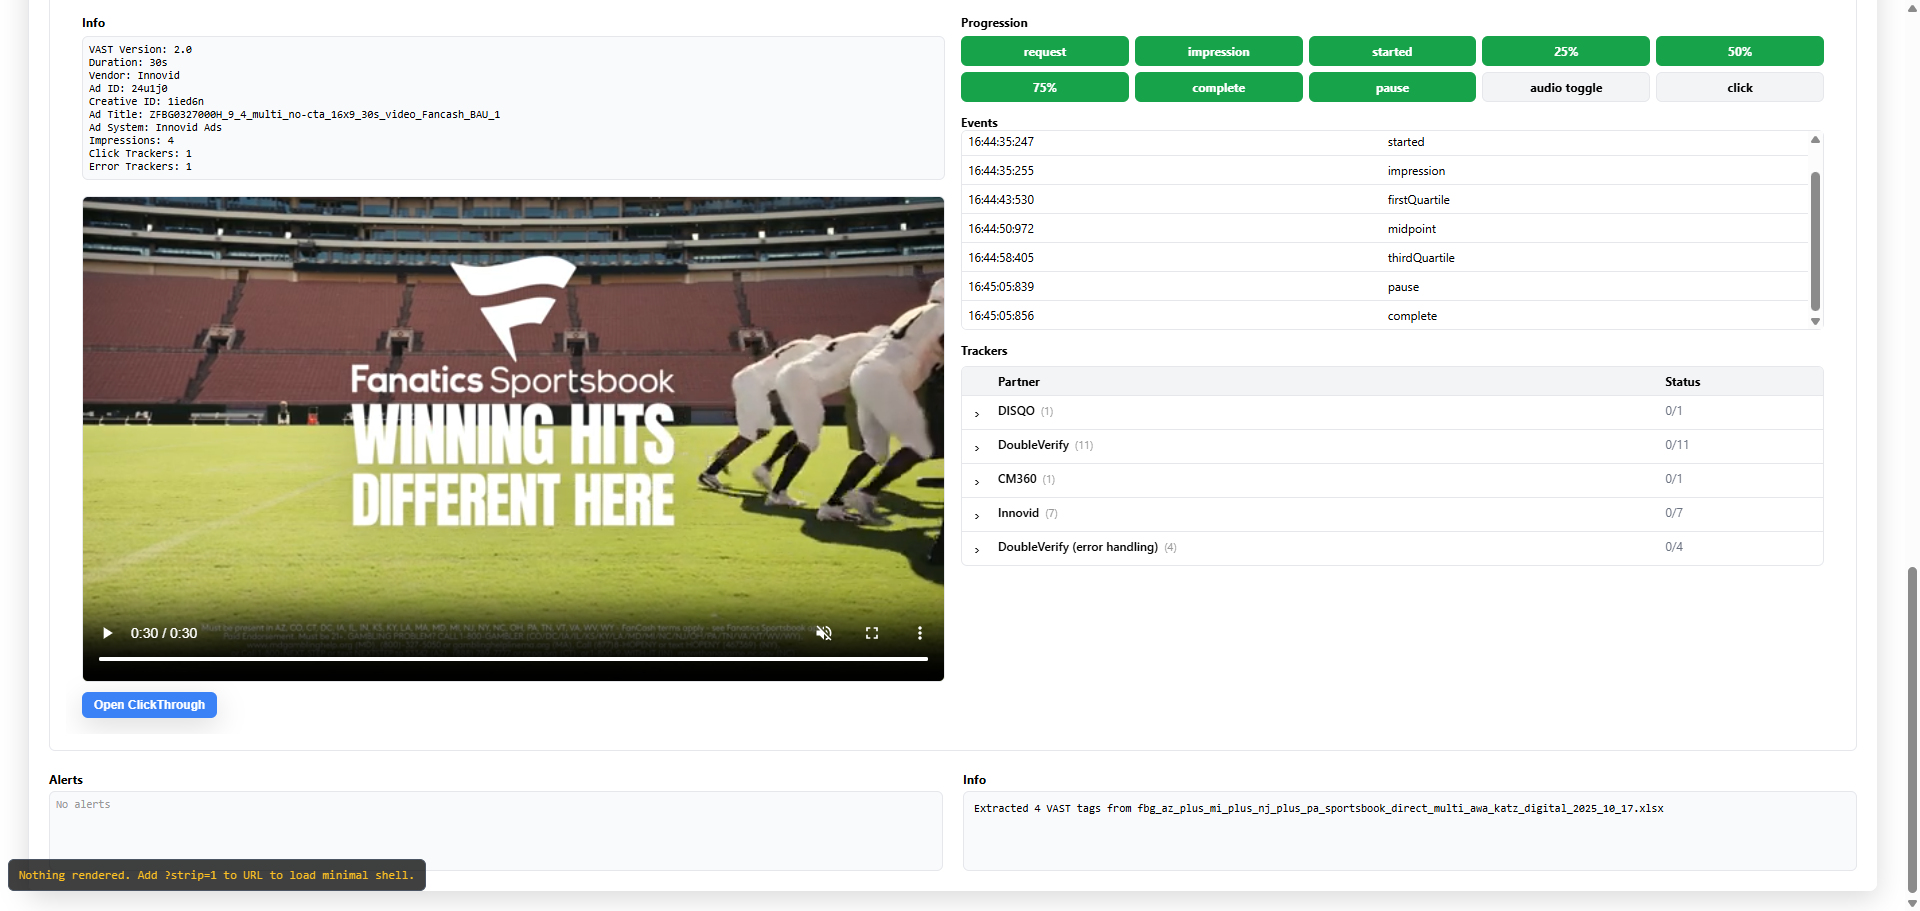 Info
VAST Version: 2.0
Duration: 30s
Vendor: Innovid
Ad ID: 24u1j0
Creative ID: 1ied6n
Ad Title: ZFBG0327000H_9_4_multi_no-cta_16x9_30s_video_Fancash_BAU_1
Ad System: Innovid Ads
Impressions: 4
Click Trackers: 1
Error Trackers: 1
Fanatics Sportsbook
WINNING HITS
DIFFERENT HERE
0:30 / 0:30
Open ClickThrough
Progression
request impression started 25% 50%
75% complete pause audio toggle click
Events
16:44:35:247 started
16:44:35:255 impression
16:44:43:530 firstQuartile
16:44:50:972 midpoint
16:44:58:405 thirdQuartile
16:45:05:839 pause
16:45:05:856 complete
Trackers
Partner Status
DISQO (1) 0/1
DoubleVerify (11) 0/11
CM360 (1) 0/1
Innovid (7) 0/7
DoubleVerify (error handling) (4) 0/4
Alerts
No alerts
Info
Extracted 4 VAST tags from fbg_az_plus_mi_plus_nj_plus_pa_sportsbook_direct_multi_awa_katz_digital_2025_10_17.xlsx
Nothing rendered. Add ?strip=1 to URL to load minimal shell.